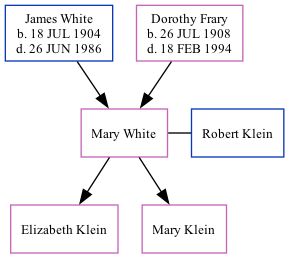 James White
b. 18 JUL 1904
d. 26 JUN 1986
Dorothy Frary
b. 26 JUL 1908
d. 18 FEB 1994
Mary White
Robert Klein
Elizabeth Klein
Mary Klein